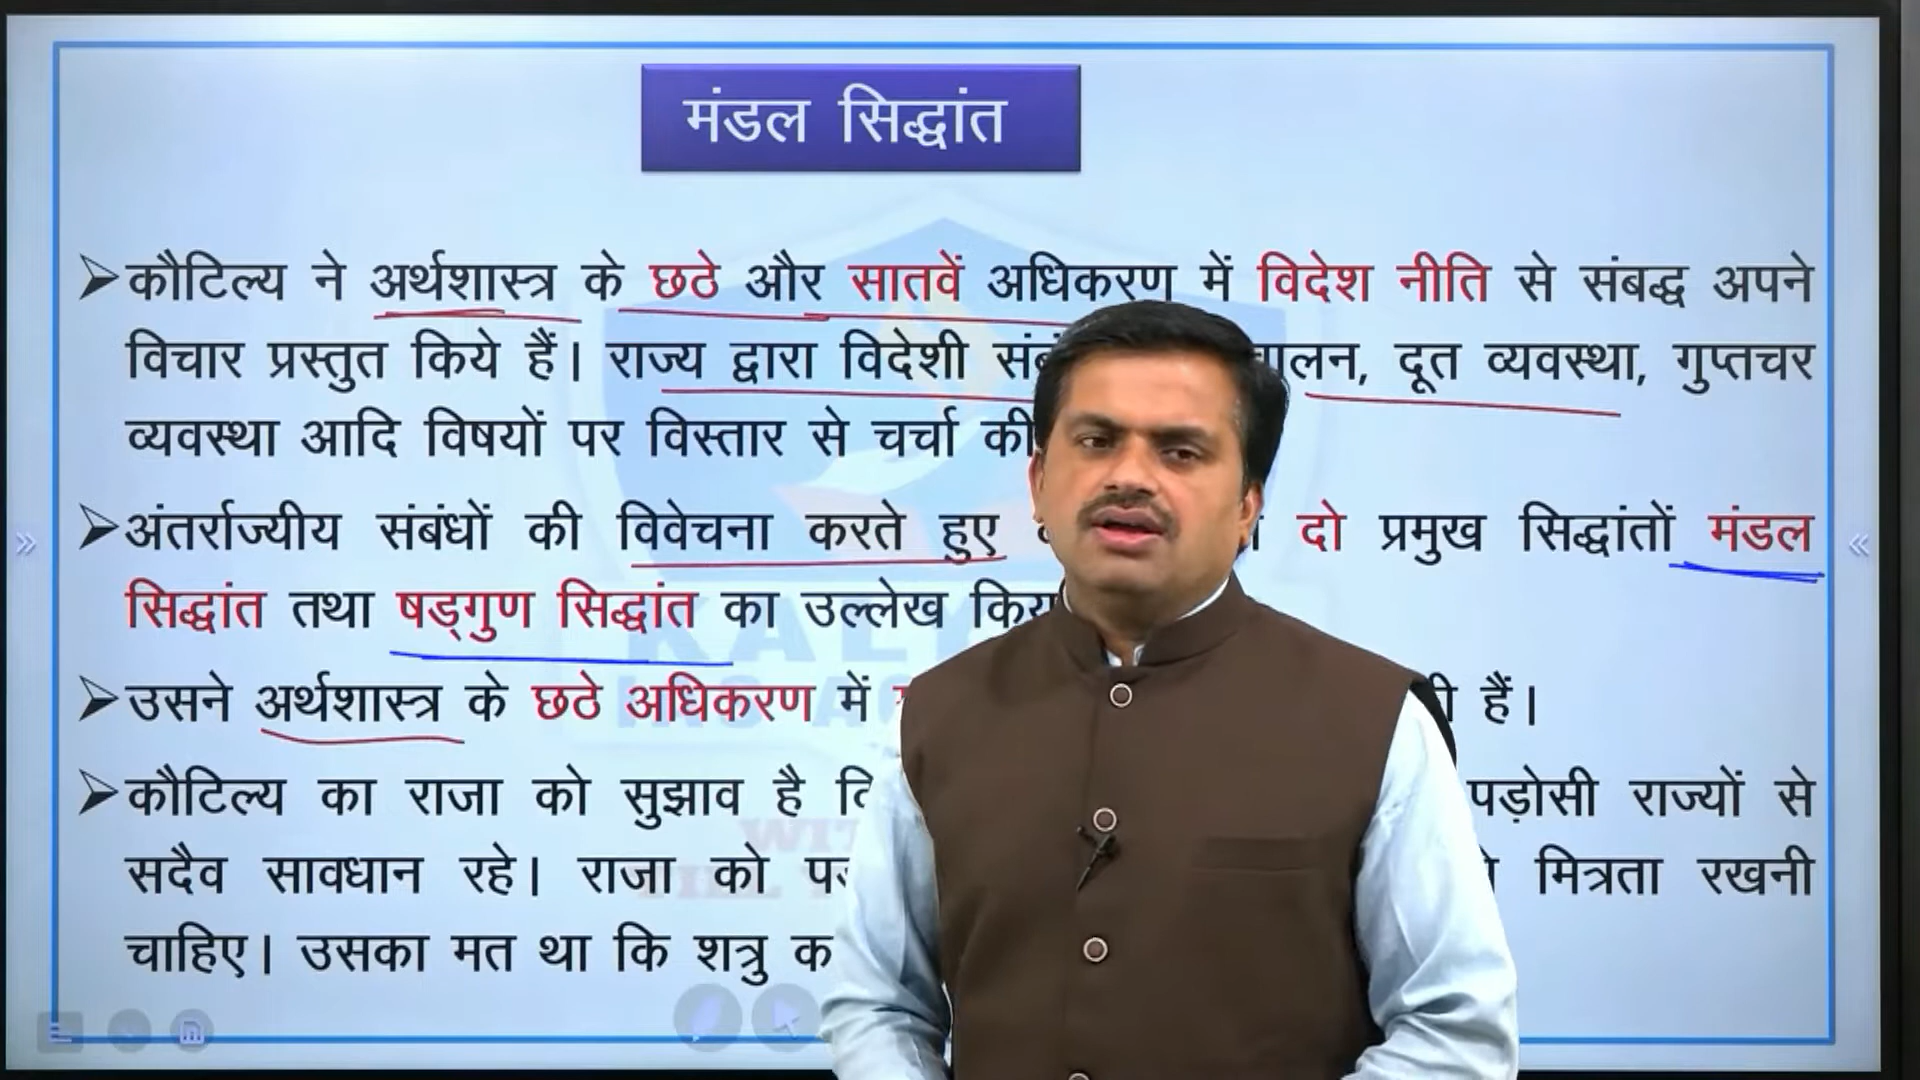 मंडल सिद्धांत
कौटिल्य ने अर्थशास्त्र के छठे और सातवें अधिकरण में विदेश नीति से संबद्ध अपने
विचार प्रस्तुत किये हैं। राज्य द्वारा विदेशी दूत व्यवस्था, गुप्तचर
व्यवस्था आदि विषयों पर विस्तार से चर्चा की
अंतर्राज्यीय संबंधों की विवेचना करते हुए दो प्रमुख सिद्धांतों मंडल
सिद्धांत तथा षड्गुण सिद्धांत का उल्लेख
उसने अर्थशास्त्र के छठे अधिकरण में हैं।
कौटिल्य का राजा को सुझाव है पड़ोसी राज्यों से
सदैव सावधान रहे। राजा को मित्रता रखनी
चाहिए। उसका मत था कि शत्रु